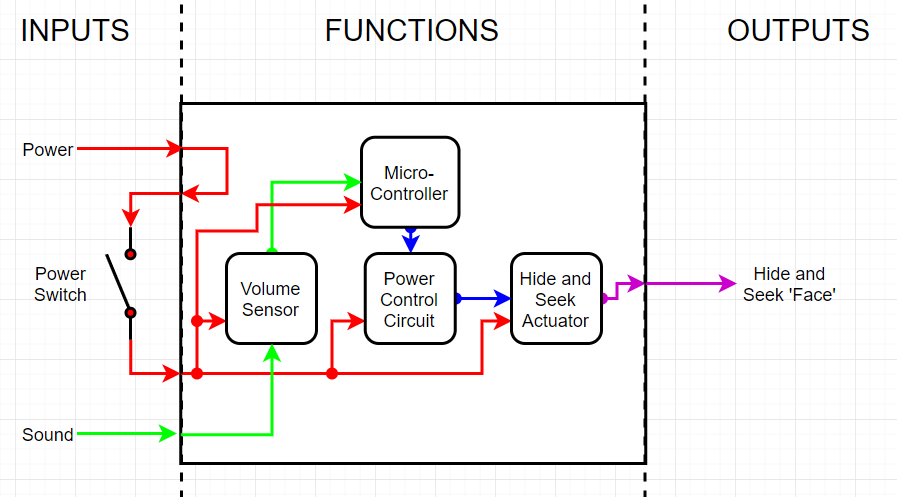 INPUTS
FUNCTIONS
OUTPUTS
Power
Micro-
Controller
Power
Switch
Volume
Sensor
Power
Control
Circuit
Hide and
Seek
Actuator
Hide and
Seek 'Face'
Sound